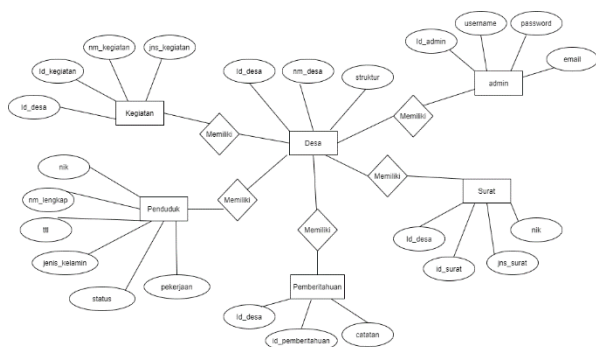 nm_kegiatan
jns_kegiatan
Id_kegiatan
Id_desa
Kegiatan
Memiliki
Id_desa
nm_desa
struktur
Desa
Id_admin
username
password
email
admin
Memiliki
nik
nm_lengkap
ttl
jenis_kelamin
status
pekerjaan
Penduduk
Memiliki
Memiliki
Pemberitahuan
Id_desa
id_pemberitahuan
catatan
Memiliki
Surat
Id_desa
id_surat
jns_surat
nik